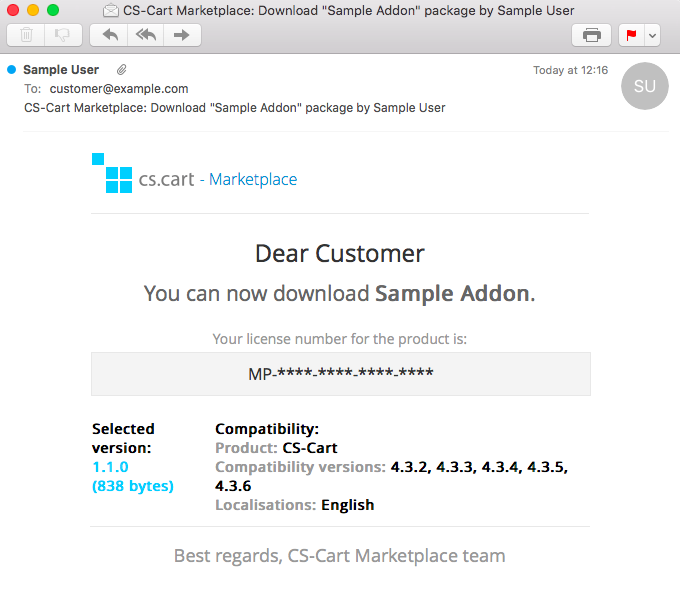 CS-Cart Marketplace: Download "Sample Addon" package by Sample User
Sample User
Today at 12:16
SU
To: customer@example.com
CS-Cart Marketplace: Download "Sample Addon" package by Sample User
cs.cart - Marketplace
Dear Customer
You can now download Sample Addon.
Your license number for the product is:
MP-****-****-****-****
Selected
version:
1.1.0
(838 bytes)
Compatibility:
Product: CS-Cart
Compatibility versions: 4.3.2, 4.3.3, 4.3.4, 4.3.5,
4.3.6
Localisations: English
Best regards, CS-Cart Marketplace team